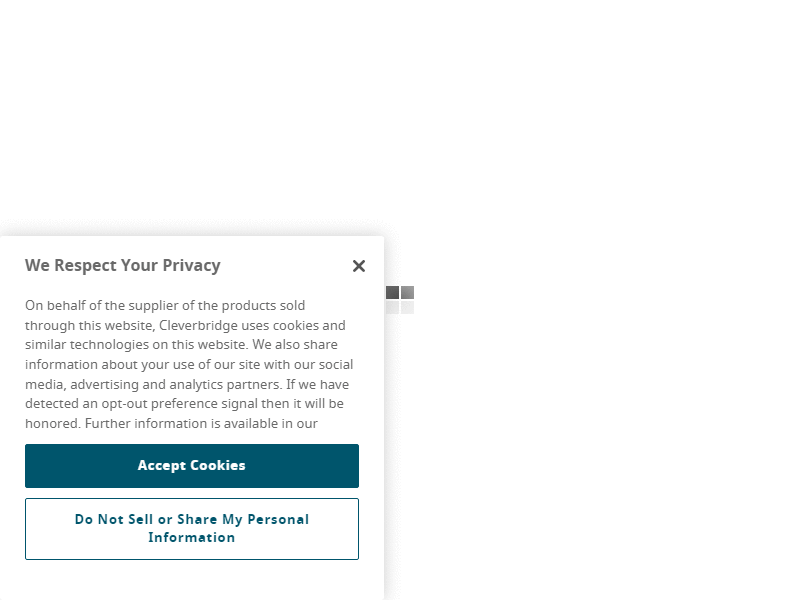 We Respect Your Privacy
On behalf of the supplier of the products sold
through this website, Cleverbridge uses cookies and
similar technologies on this website. We also share
information about your use of our site with our social
media, advertising and analytics partners. If we have
detected an opt-out preference signal then it will be
honored. Further information is available in our
Accept Cookies
Do Not Sell or Share My Personal
Information